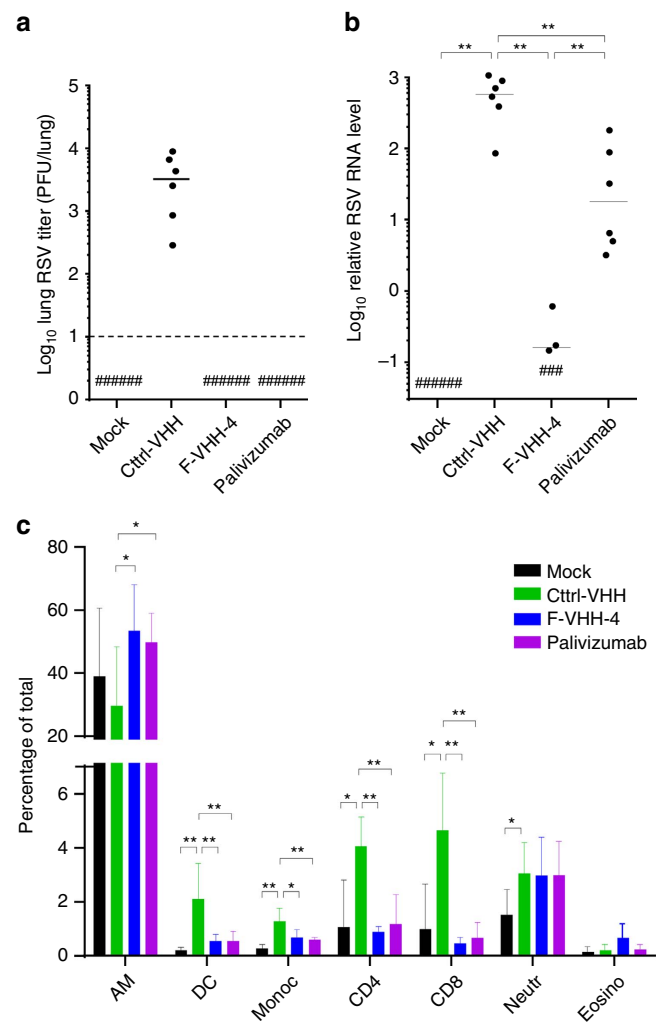 a
Log10 lung RSV titer (PFU/lung)
5
4
3
2
1
0
###### ###### ######
Mock Cttrl-VHH F-VHH-4 Palivizumab
b
Log10 relative RSV RNA level
**
** ** **
3
2
1
0
−1
###
######
Mock Cttrl-VHH F-VHH-4 Palivizumab
c
Percentage of total
80
60
40
20
6
4
2
0
*
*
**
** **
**
** *
**
* **
**
* **
*
Mock
Cttrl-VHH
F-VHH-4
Palivizumab
AM DC Monoc CD4 CD8 Neutr Eosino